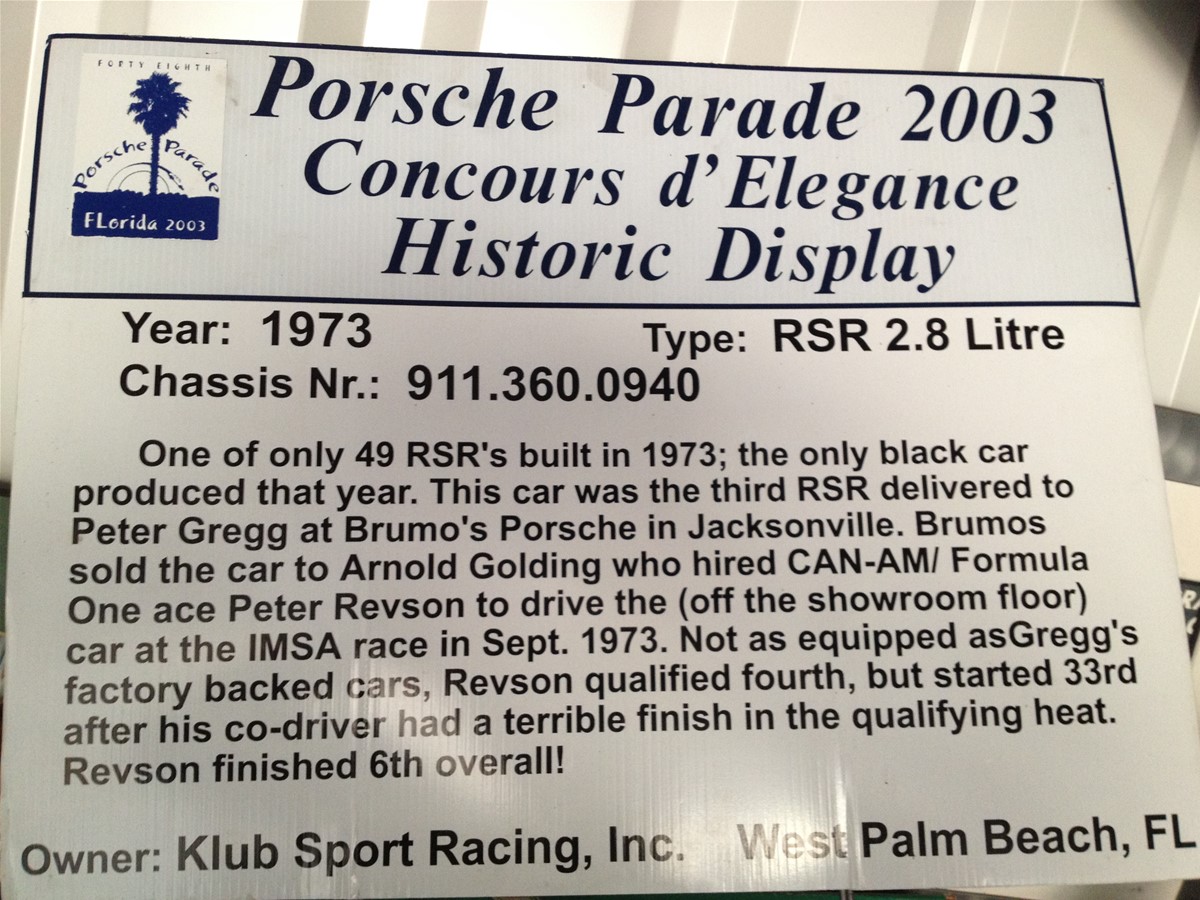 FORTY EIGHTH
Porsche Parade
FLorida 2003
Porsche Parade 2003
Concours d'Elegance
Historic Display
Year: 1973 Type: RSR 2.8 Litre
Chassis Nr.: 911.360.0940
One of only 49 RSR's built in 1973; the only black car
produced that year. This car was the third RSR delivered to
Peter Gregg at Brumo's Porsche in Jacksonville. Brumos
sold the car to Arnold Golding who hired CAN-AM/ Formula
One ace Peter Revson to drive the (off the showroom floor)
car at the IMSA race in Sept. 1973. Not as equipped asGregg's
factory backed cars, Revson qualified fourth, but started 33rd
after his co-driver had a terrible finish in the qualifying heat.
Revson finished 6th overall!
Owner: Klub Sport Racing, Inc. West Palm Beach, FL